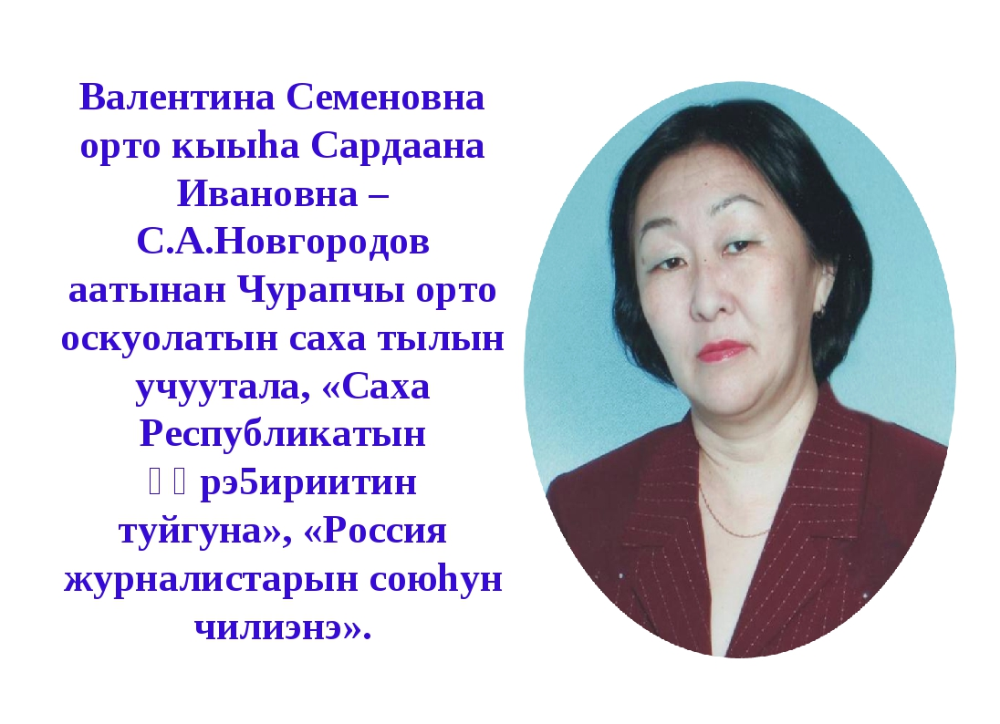 Валентина Семеновна
орто кыыһа Сардаана
Ивановна –
С.А.Новгородов
аатынан Чурапчы орто
оскуолатын саха тылын
учуутала, «Саха
Республикатын
рэ5ириитин
туйгуна», «Россия
журналистарын союһун
чилиэнэ».